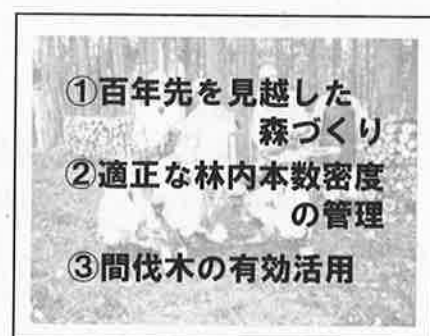 ①百年先を見越した
森づくり
②適正な林内本数密度
の管理
③間伐木の有効活用